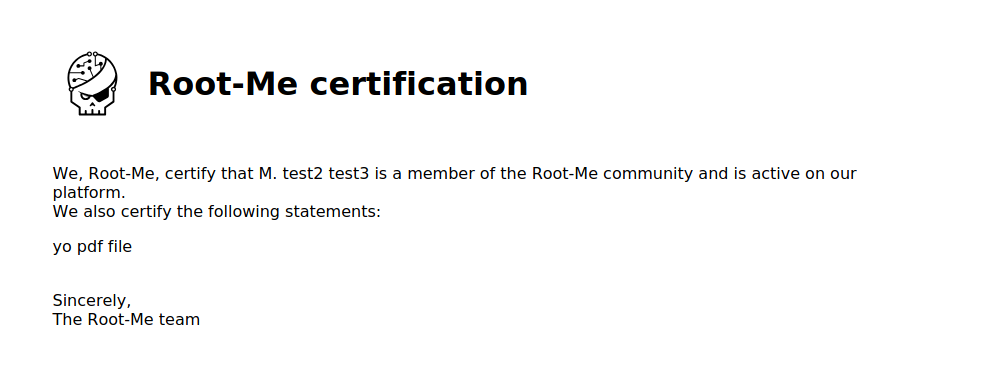 Root-Me certification
We, Root-Me, certify that M. test2 test3 is a member of the Root-Me community and is active on our
platform.
We also certify the following statements:
yo pdf file
Sincerely,
The Root-Me team